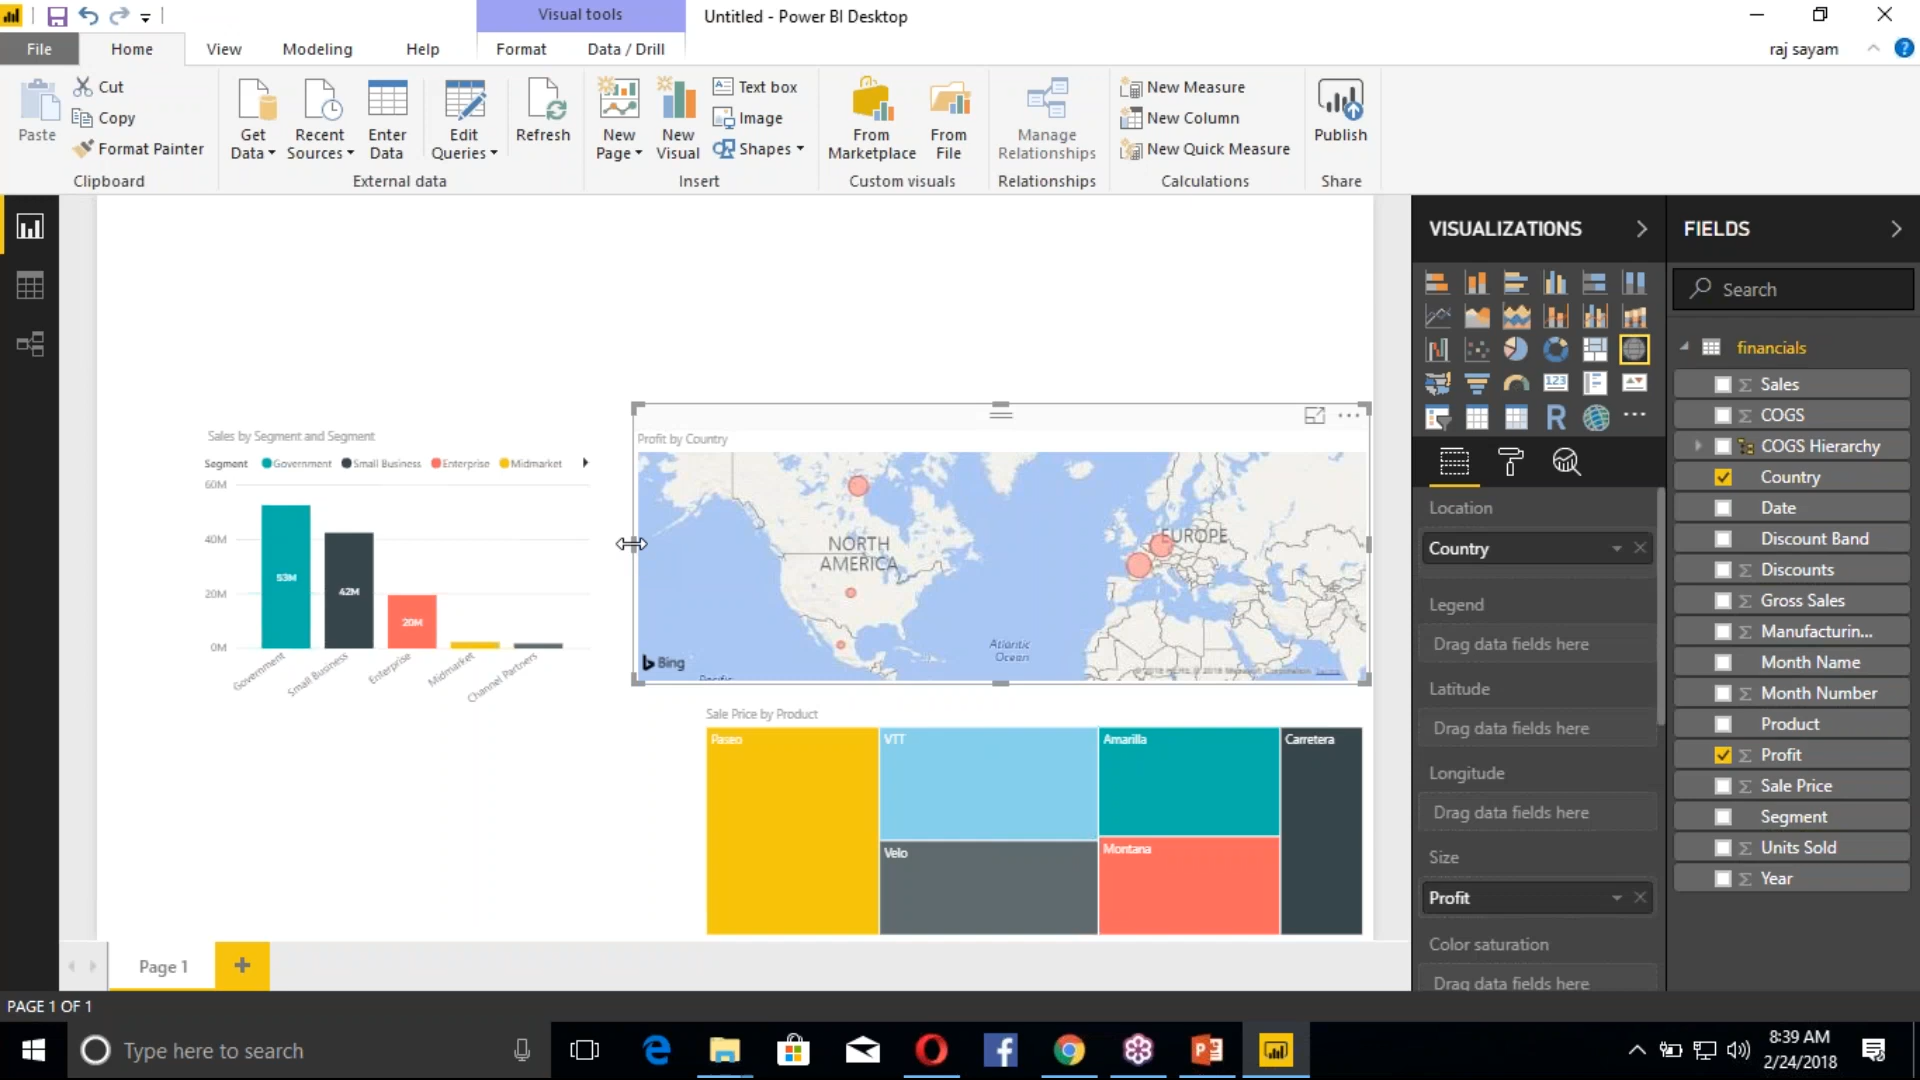 Visual tools
Untitled - Power BI Desktop
File
Home
View
Modeling
Help
Format
Data / Drill
raj sayam
?
Paste
Cut
Copy
Format Painter
Clipboard
Get Data
Recent Sources
Enter Data
Edit Queries
Refresh
External data
New Page
New Visual
Text box
Image
Shapes
Insert
From Marketplace
From File
Custom visuals
Manage Relationships
Relationships
New Measure
New Column
New Quick Measure
Calculations
Publish
Share
Sales by Segment and Segment
Segment Government Small Business Enterprise Midmarket
60M
40M
20M
0M
53M
42M
20M
Government
Small Business
Enterprise
Midmarket
Channel Partners
Profit by Country
NORTH
AMERICA
EUROPE
Atlantic
Ocean
Pacific
Bing
Sale Price by Product
Paseo
VTT
Velo
Amarilla
Montana
Carretera
VISUALIZATIONS
123
R
Location
Country
Legend
Drag data fields here
Latitude
Drag data fields here
Longitude
Drag data fields here
Size
Profit
Color saturation
Drag data fields here
FIELDS
Search
financials
Sales
COGS
COGS Hierarchy
Country
Date
Discount Band
Discounts
Gross Sales
Manufacturin...
Month Name
Month Number
Product
Profit
Sale Price
Segment
Units Sold
Year
Page 1
PAGE 1 OF 1
Type here to search
8:39 AM
2/24/2018